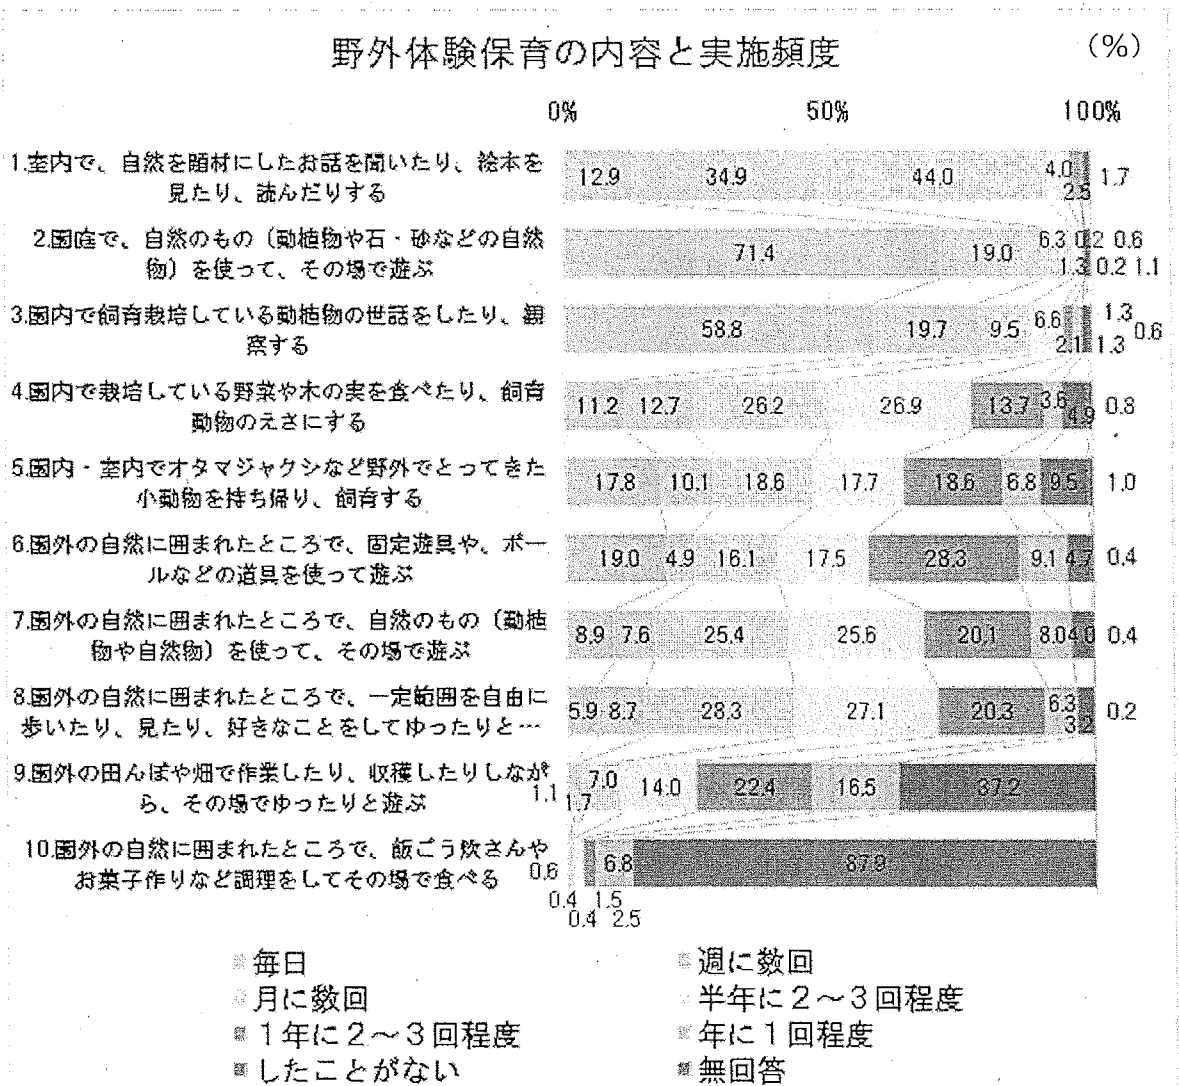 野外体験保育の内容と実施頻度
(%)
0% 50% 100%
1.室内で、自然を題材にしたお話を聞いたり、絵本を
見たり、読んだりする
12.9 34.9 44.0 4.0 2.5 1.7
2.園庭で、自然のもの（動植物や石・砂などの自然
物）を使って、その場で遊ぶ
71.4 19.0 6.3 1.3 0.2 0.2 0.6 1.1
3.園内で飼育栽培している動植物の世話をしたり、観
察する
58.8 19.7 9.5 6.6 2.1 1.3 1.3 0.6
4.園内で栽培している野菜や木の実を食べたり、飼育
動物のえさにする
11.2 12.7 26.2 26.9 13.7 3.6 4.9 0.8
5.園内・室内でオタマジャクシなど野外でとってきた
小動物を持ち帰り、飼育する
17.8 10.1 18.6 17.7 18.6 6.8 9.5 1.0
6.園外の自然に囲まれたところで、固定遊具や、ボー
ルなどの道具を使って遊ぶ
19.0 4.9 16.1 17.5 28.3 9.1 4.7 0.4
7.園外の自然に囲まれたところで、自然のもの（動植
物や自然物）を使って、その場で遊ぶ
8.9 7.6 25.4 25.6 20.1 8.0 4.0 0.4
8.園外の自然に囲まれたところで、一定範囲を自由に
歩いたり、見たり、好きなことをしてゆったりと…
5.9 8.7 28.3 27.1 20.3 6.3 3.2 0.2
9.園外の田んぼや畑で作業したり、収穫したりしなが
ら、その場でゆったりと遊ぶ
1.1 1.7 7.0 14.0 22.4 16.5 37.2
10.園外の自然に囲まれたところで、飯ごう炊さんや
お菓子作りなど調理をしてその場で食べる
0.6 0.4 0.4 1.5 2.5 6.8 87.9
毎日 週に数回
月に数回 半年に２～３回程度
１年に２～３回程度 年に１回程度
したことがない 無回答